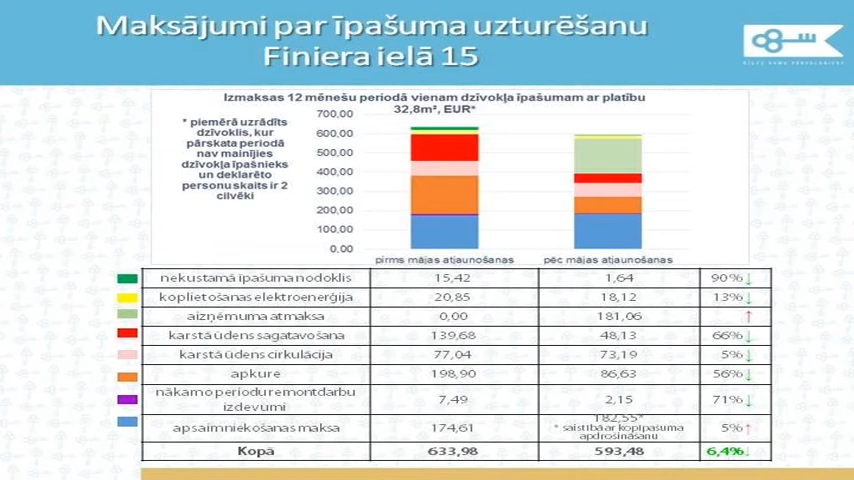 Maksājumi par īpašuma uzturēšanu
Finiera ielā 15
Izmaksas 12 mēnešu periodā vienam dzīvokļa īpašumam ar platību
32,8m², EUR*
* piemērā uzrādīts
dzīvoklis, kur
pārskata periodā
nav mainījies
dzīvokļa īpašnieks
un deklarēto
personu skaits ir 2
cilvēki
700,00
600,00
500,00
400,00
300,00
200,00
100,00
0,00
pirms mājas atjaunošanas pēc mājas atjaunošanas
nekustamā īpašuma nodoklis 15,42 1,64 90%↓
koplietošanas elektroenerģija 20,85 18,12 13%↓
aizņēmuma atmaksa 0,00 181,06 ↑
karstā ūdens sagatavošana 139,68 48,13 66%↓
karstā ūdens cirkulācija 77,04 73,19 5%↓
apkure 198,90 86,63 56%↓
nākamo periodu remontdarbu
izdevumi 7,49 2,15 71%↓
apsaimniekošanas maksa 174,61 182,55* 5%↑
* saistībā ar kopīpašuma
apdrošināšanu
Kopā 633,98 593,48 6,4%↓